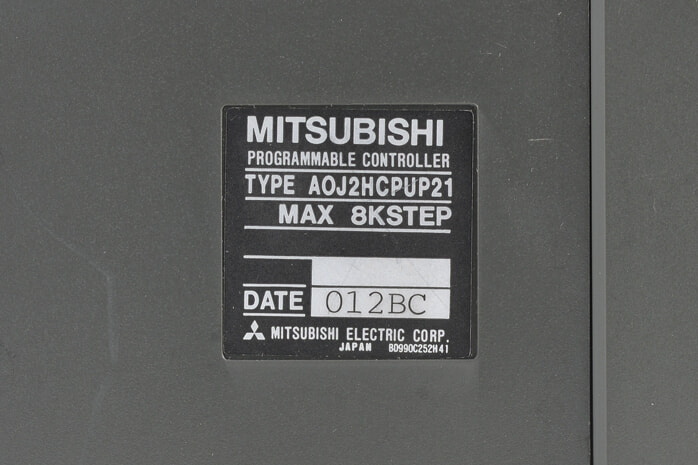 MITSUBISHI
PROGRAMMABLE CONTROLLER
TYPE AOJ2HCPUP21
MAX 8KSTEP
DATE 012BC
MITSUBISHI ELECTRIC CORP.
JAPAN BD990C252H41